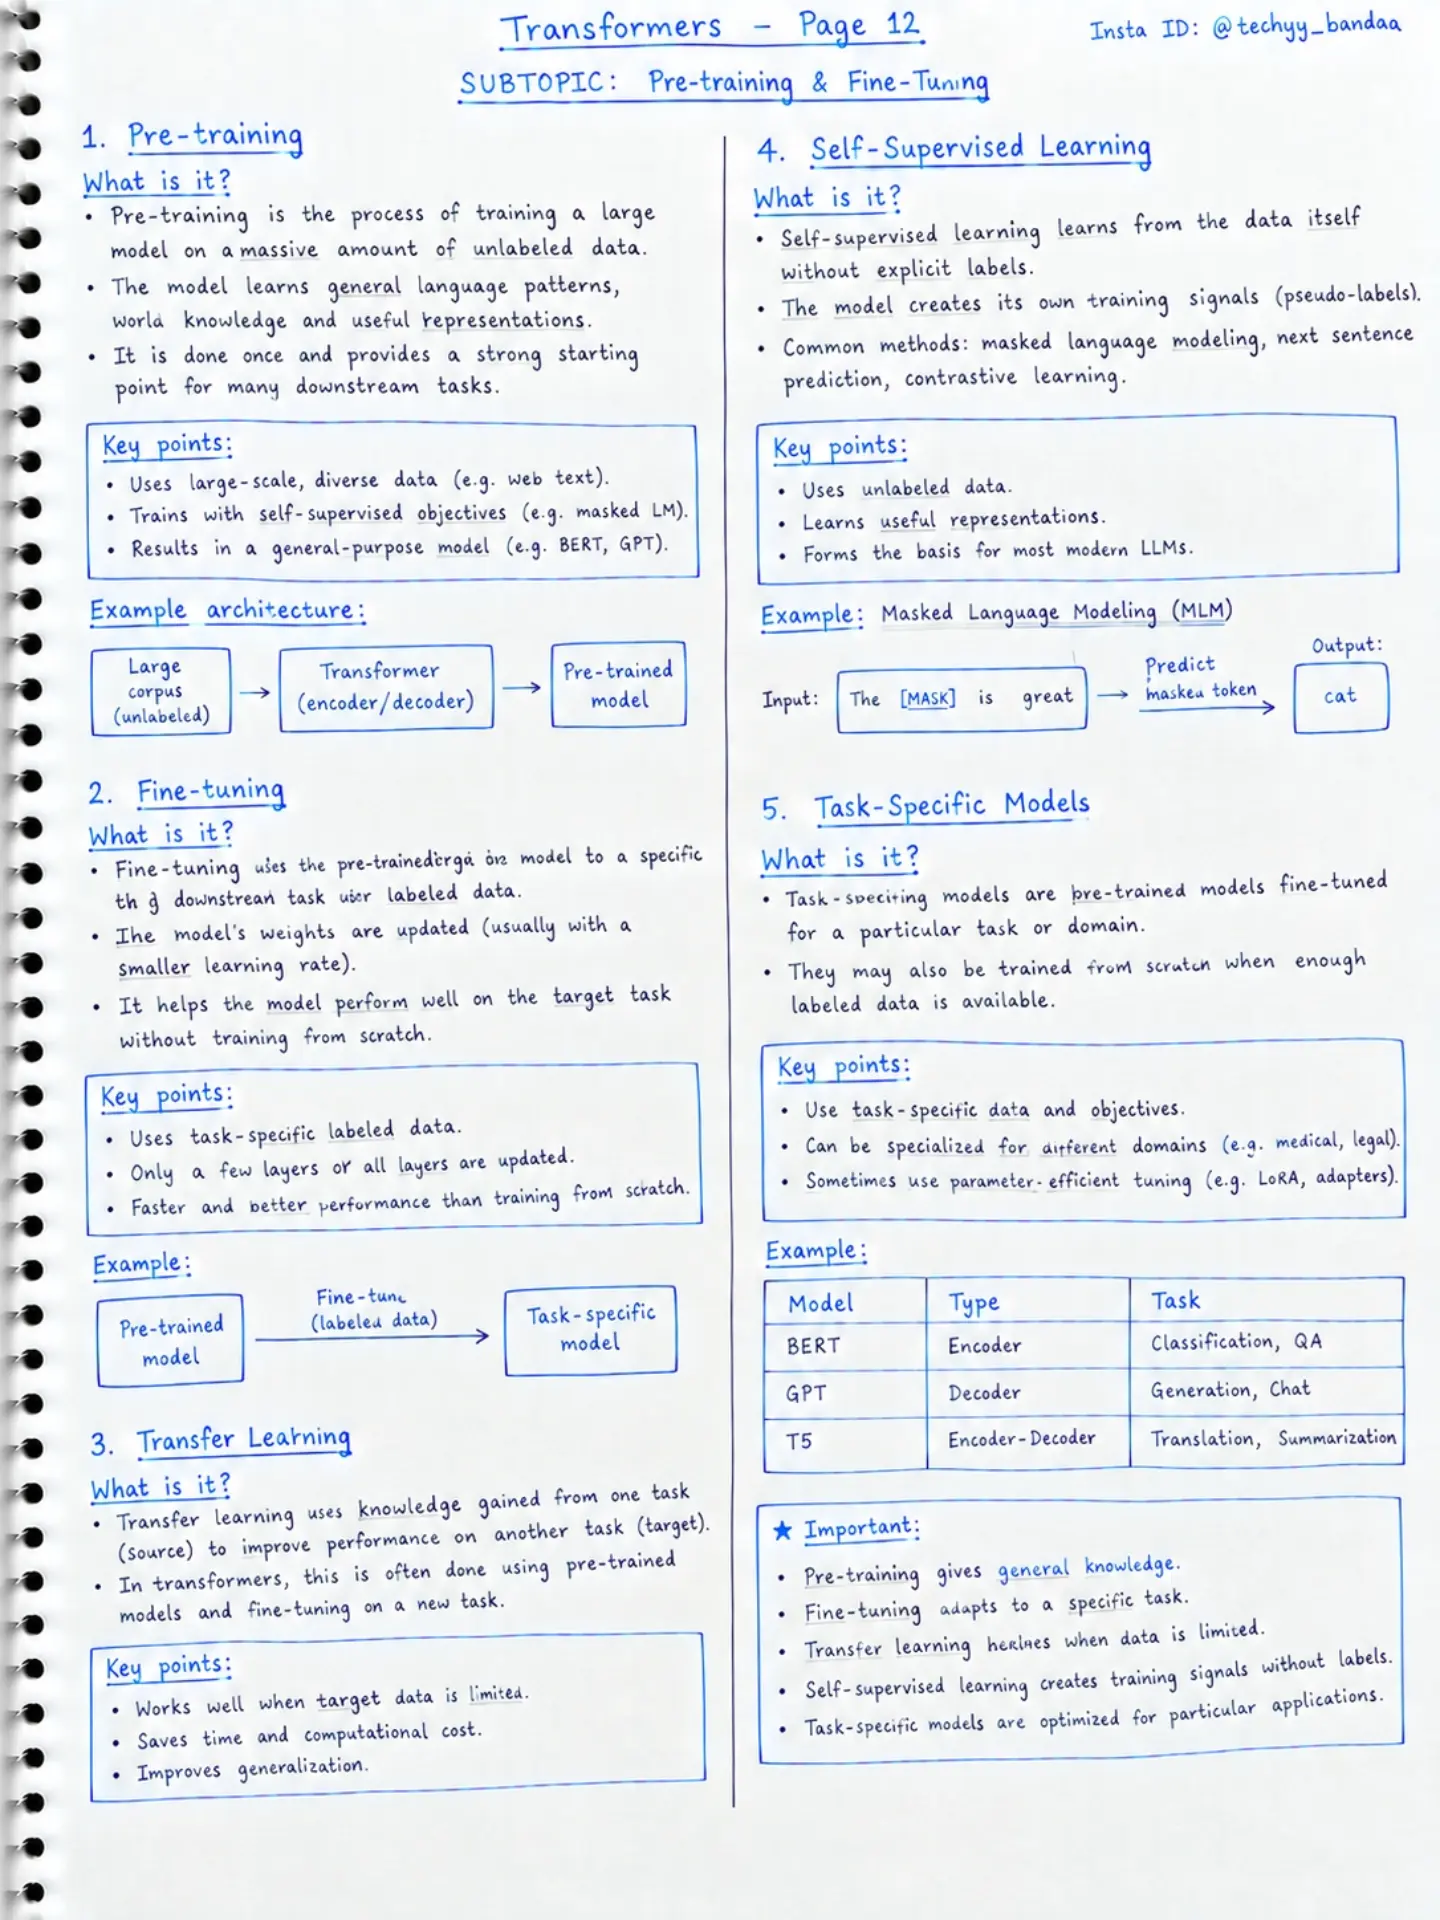 Transformers – Page 12
Insta ID: @techyy_bandaa
SUBTOPIC: Pre-training & Fine-Tuning
1. Pre-training
What is it?
• Pre-training is the process of training a large
model on a massive amount of unlabeled data.
• The model learns general language patterns,
world knowledge and useful representations.
• It is done once and provides a strong starting
point for many downstream tasks.
Key points:
• Uses large-scale, diverse data (e.g. web text).
• Trains with self-supervised objectives (e.g. masked LM).
• Results in a general-purpose model (e.g. BERT, GPT).
Example architecture:
Large
corpus
(unlabeled)
→
Transformer
(encoder/decoder)
→
Pre-trained
model
2. Fine-tuning
What is it?
• Fine-tuning uses the model to a specific
downstream task labeled data.
• The model's weights are updated (usually with a
smaller learning rate).
• It helps the model perform well on the target task
without training from scratch.
Key points:
• Uses task-specific labeled data.
• Only a few layers or all layers are updated.
• Faster and better performance than training from scratch.
Example:
Pre-trained
model
Fine-tune
(labeled data)
Task-specific
model
3. Transfer Learning
What is it?
• Transfer learning uses knowledge gained from one task
(source) to improve performance on another task (target).
• In transformers, this is often done using pre-trained
models and fine-tuning on a new task.
Key points:
• Works well when target data is limited.
• Saves time and computational cost.
• Improves generalization.
4. Self-Supervised Learning
What is it?
• Self-supervised learning learns from the data itself
without explicit labels.
• The model creates its own training signals (pseudo-labels).
• Common methods: masked language modeling, next sentence
prediction, contrastive learning.
Key points:
• Uses unlabeled data.
• Learns useful representations.
• Forms the basis for most modern LLMs.
Example: Masked Language Modeling (MLM)
Input:
The [MASK] is great
→
Predict
masked token
Output:
cat
5. Task-Specific Models
What is it?
• models are pre-trained models fine-tuned
for a particular task or domain.
• They may also be trained from scratch when enough
labeled data is available.
Key points:
• Use task-specific data and objectives.
• Can be specialized for different domains (e.g. medical, legal).
• Sometimes use parameter-efficient tuning (e.g. LoRA, adapters).
Example:
Model Type Task
BERT Encoder Classification, QA
GPT Decoder Generation, Chat
T5 Encoder-Decoder Translation, Summarization
★ Important:
• Pre-training gives general knowledge.
• Fine-tuning adapts to a specific task.
• Transfer learning when data is limited.
• Self-supervised learning creates training signals without labels.
• Task-specific models are optimized for particular applications.